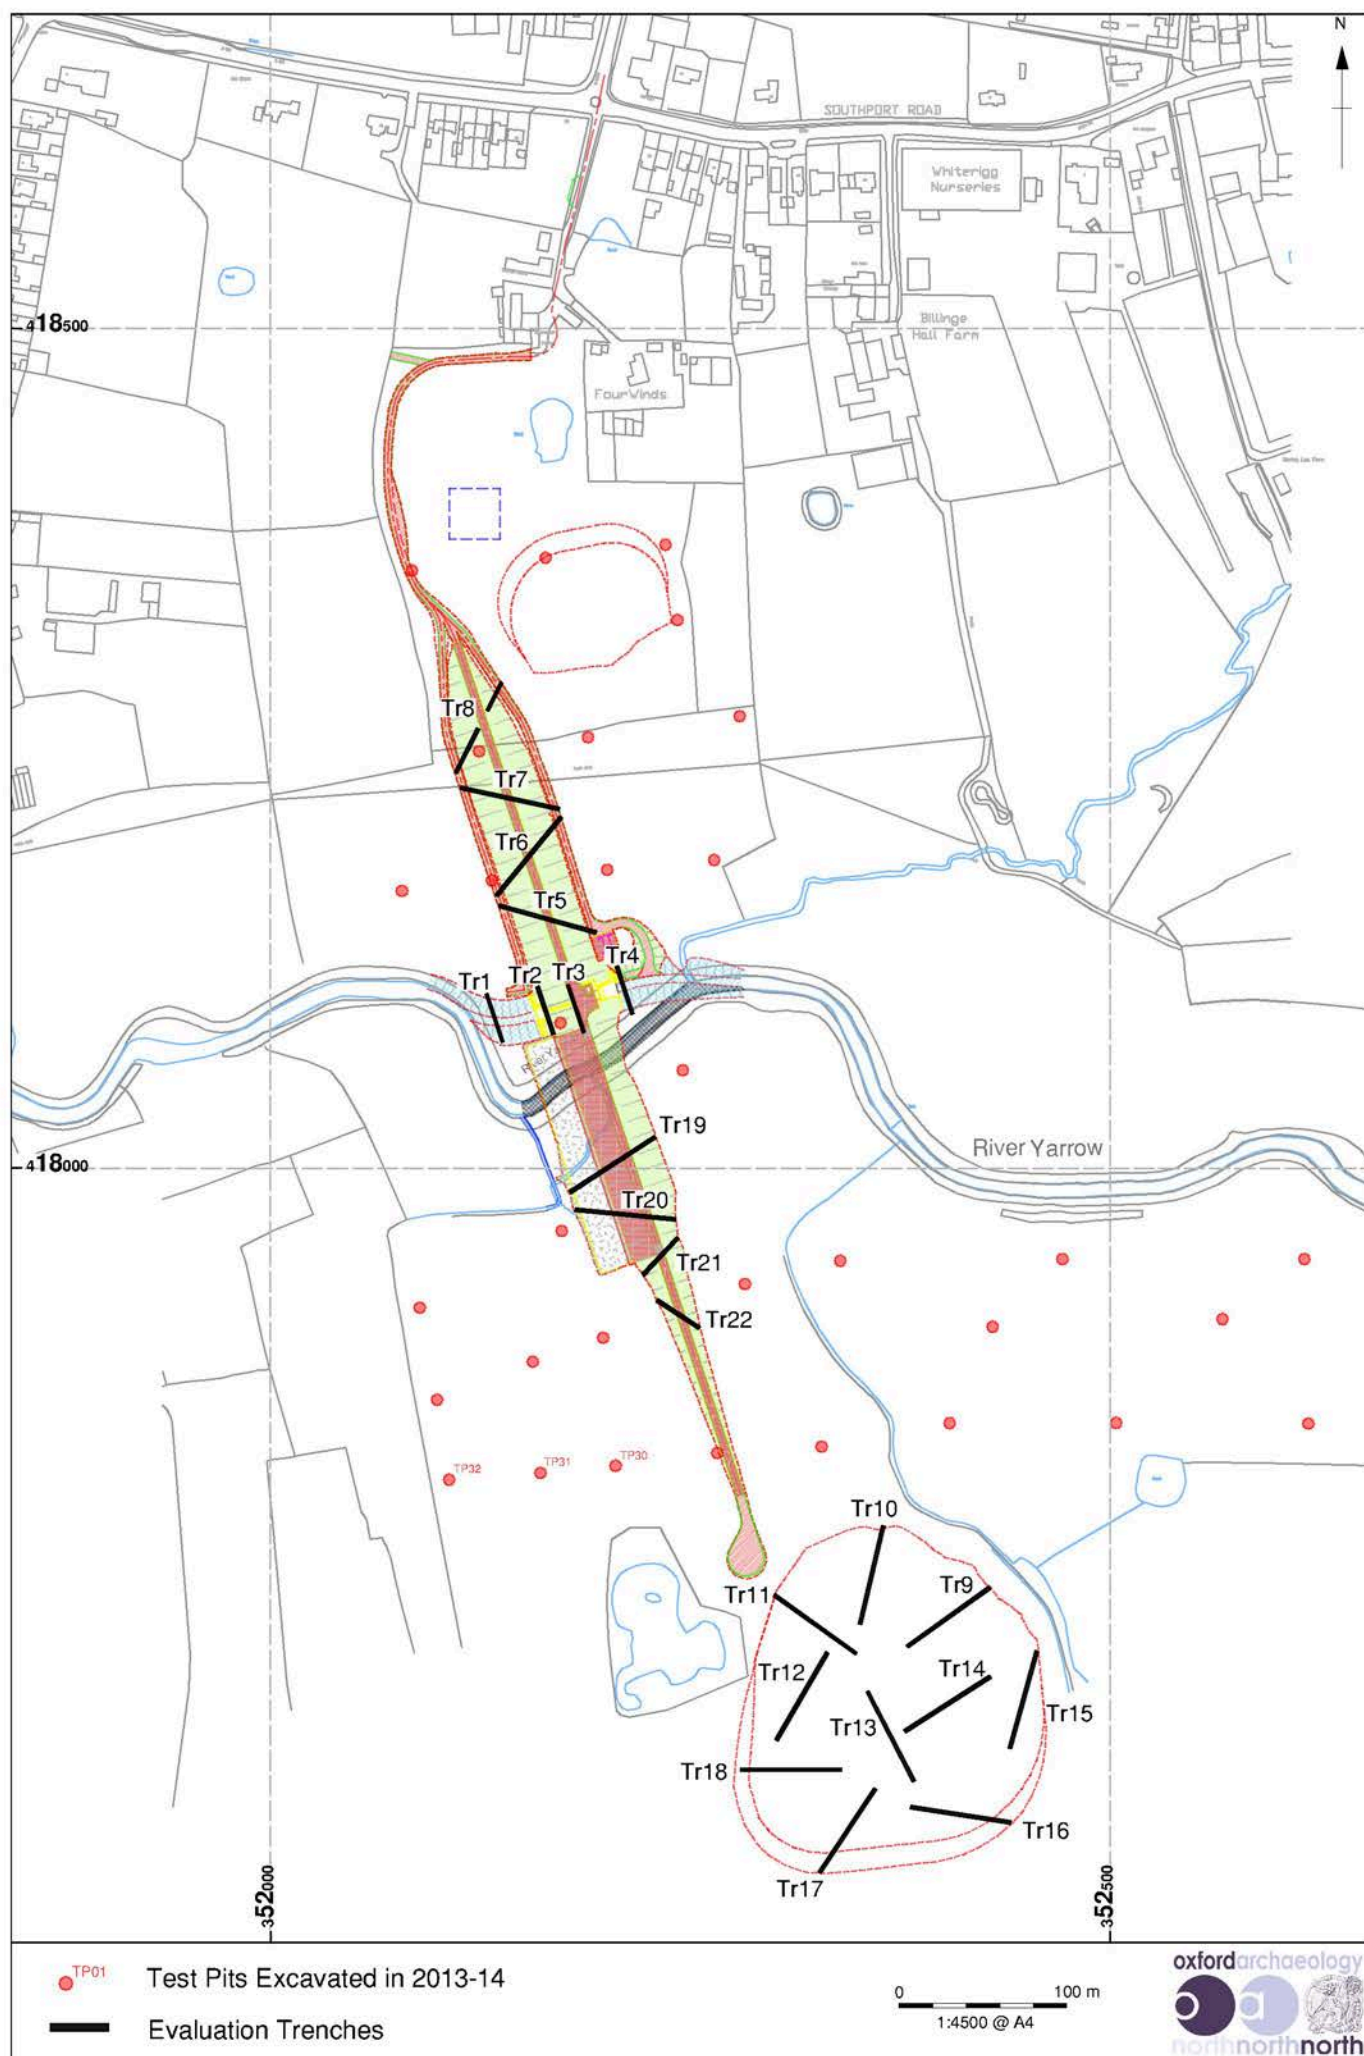 N
SOUTHPORT ROAD
Whiterigg
Nurseries
418500
Billinge
Hall Farm
FourWinds
Tr8
Tr7
Tr6
Tr5
Tr4
Tr3
Tr2
Tr1
Tr19
River Yarrow
418000
Tr20
Tr21
Tr22
TP30
TP31
TP32
Tr10
Tr9
Tr11
Tr12
Tr14
Tr15
Tr13
Tr18
Tr16
Tr17
352000
352500
TP01
Test Pits Excavated in 2013-14
Evaluation Trenches
0 100 m
1:4500 @ A4
oxfordarchaeology
oa
northnorthnorth